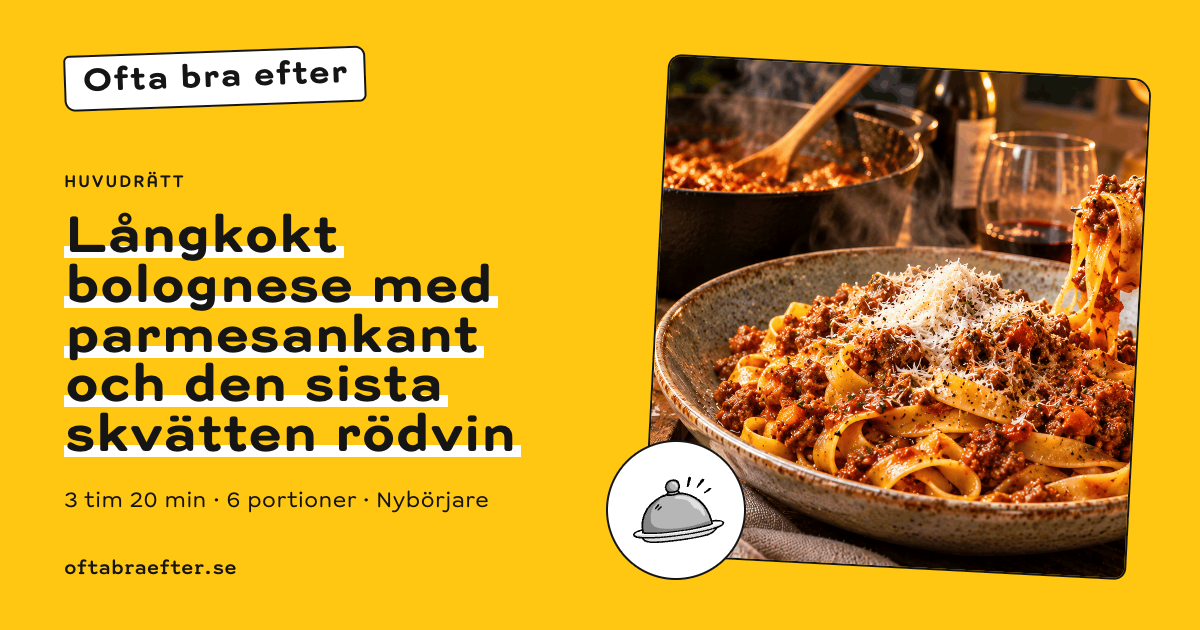 Ofta bra efter
HUVUDRÄTT
Långkokt
bolognese med
parmesankant
och den sista
skvätten rödvin
3 tim 20 min · 6 portioner · Nybörjare
oftabraefter.se